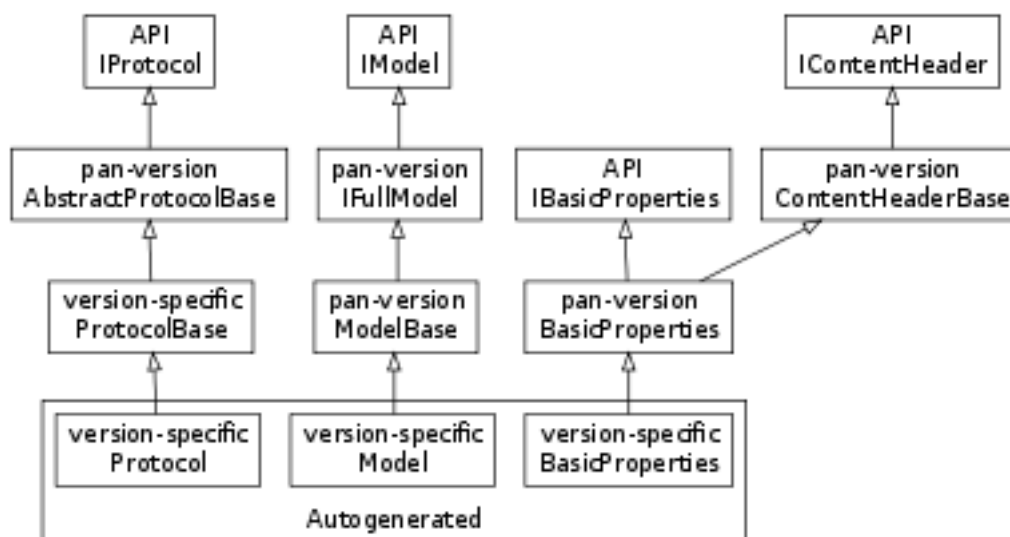 API
IProtocol
API
IModel
API
IContentHeader
pan-version
AbstractProtocolBase
pan-version
IFullModel
API
IBasicProperties
pan-version
ContentHeaderBase
version-specific
ProtocolBase
pan-version
ModelBase
pan-version
BasicProperties
version-specific
Protocol
version-specific
Model
version-specific
BasicProperties
Autogenerated